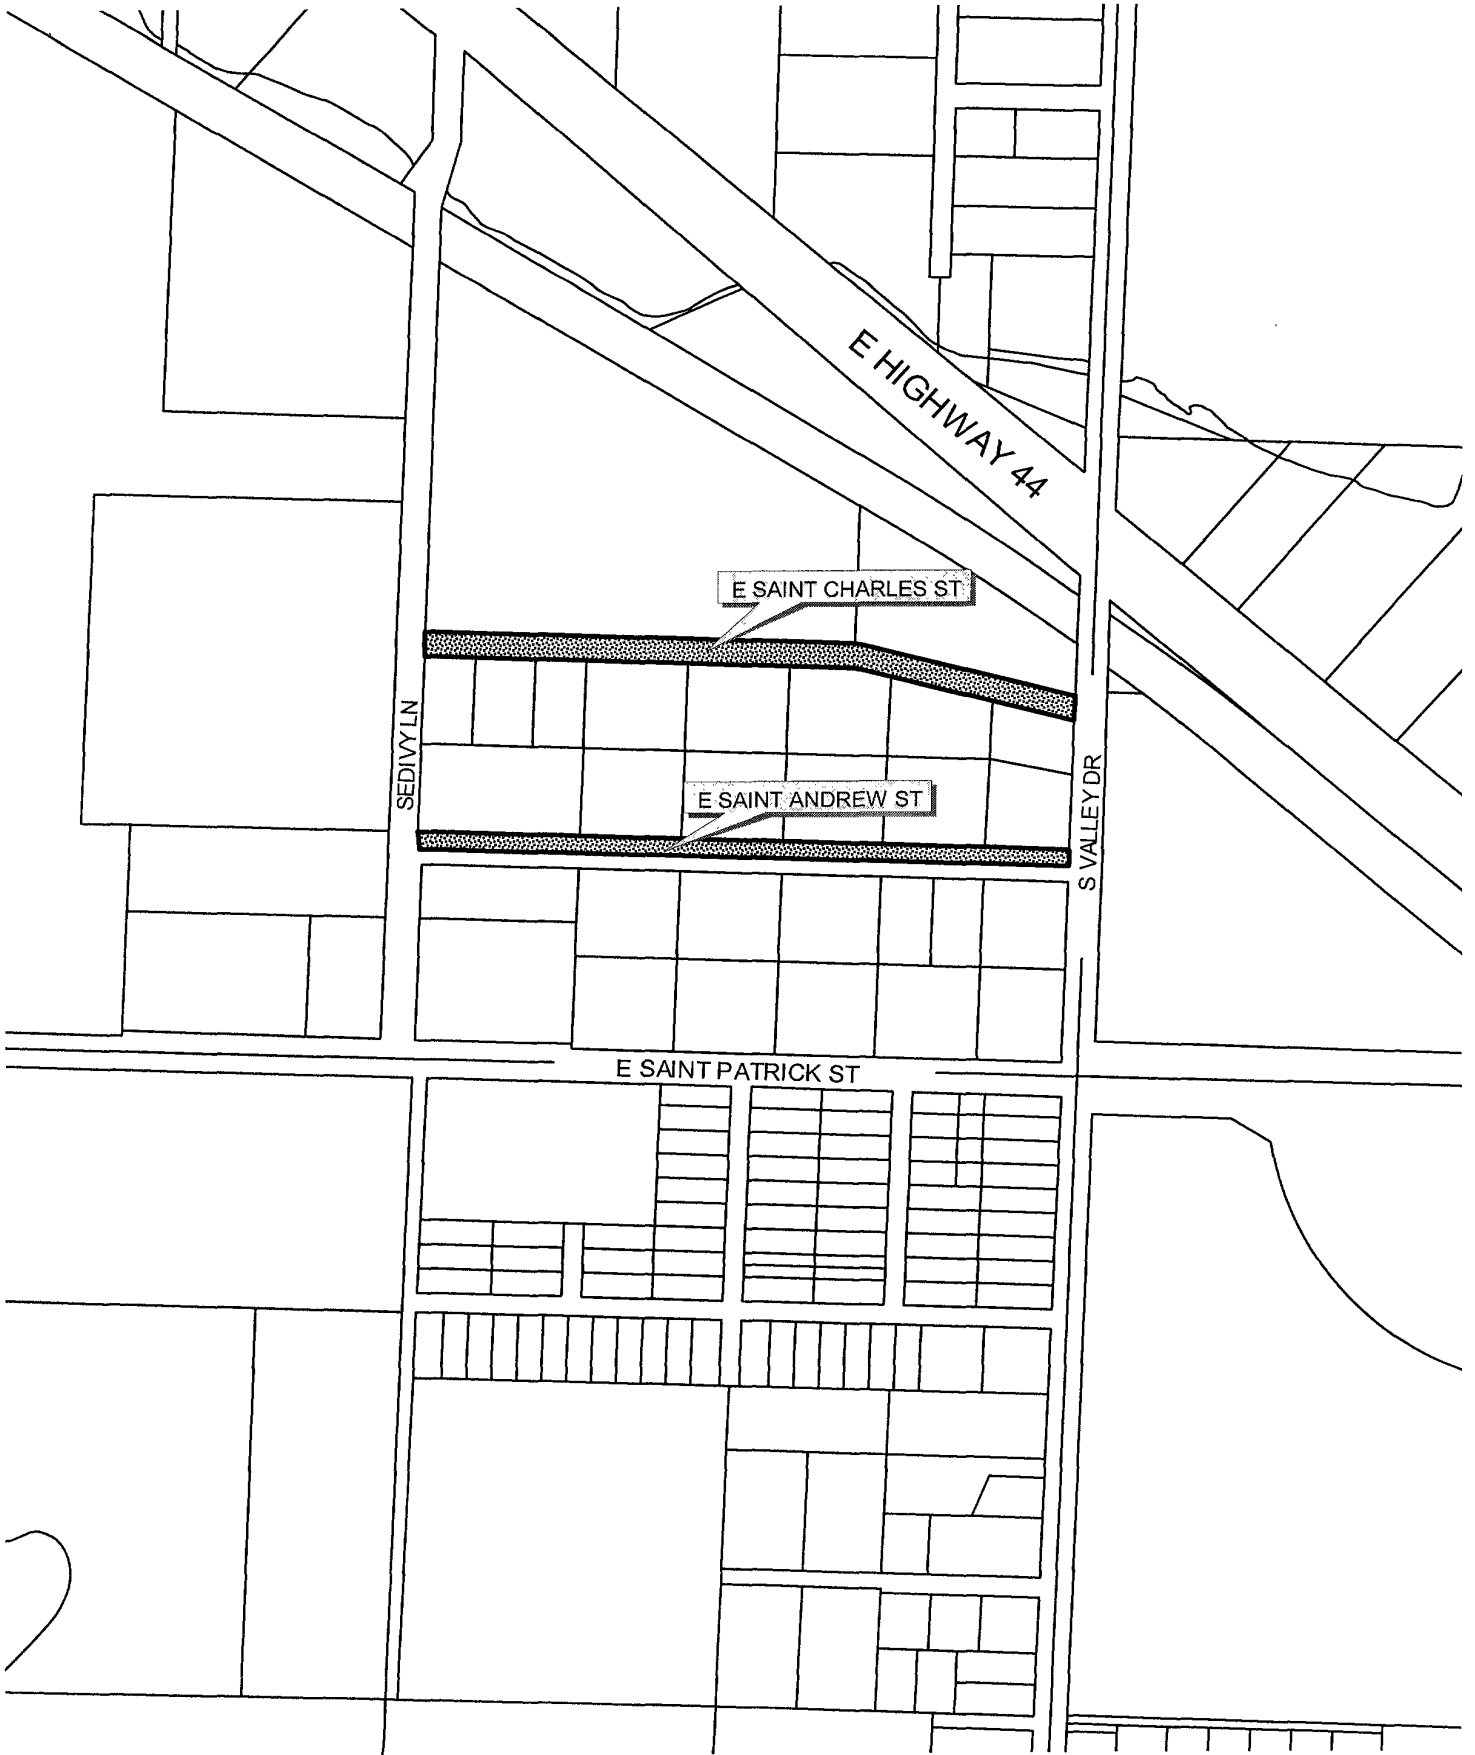 E HIGHWAY 44
E SAINT CHARLES ST
SEDIVY LN
E SAINT ANDREW ST
S VALLEY DR
E SAINT PATRICK ST